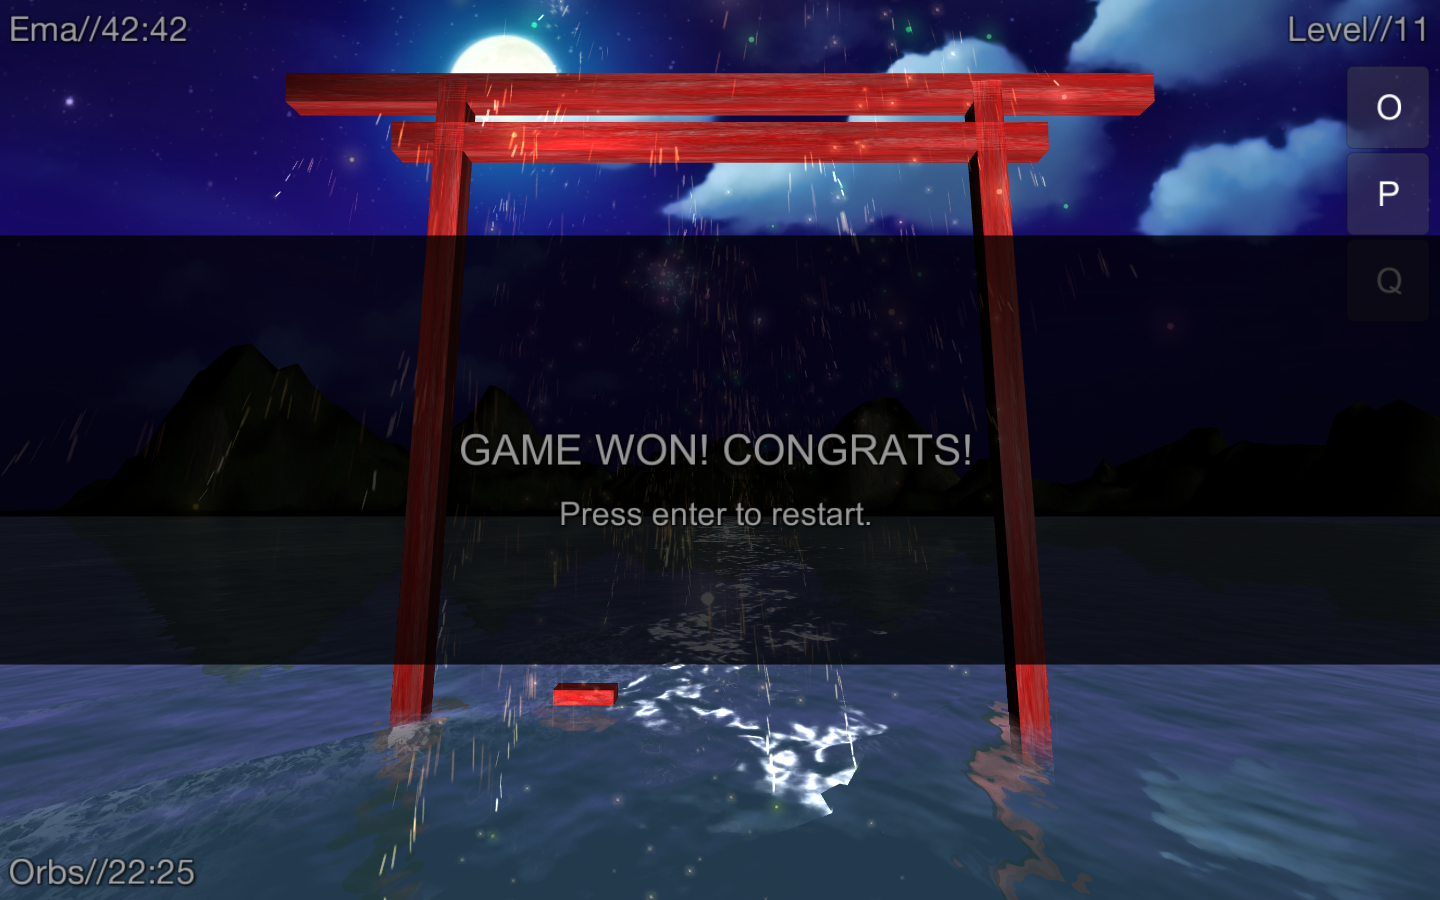 Ema//42:42
Level//11
O
P
Q
GAME WON! CONGRATS!
Press enter to restart.
Orbs//22:25